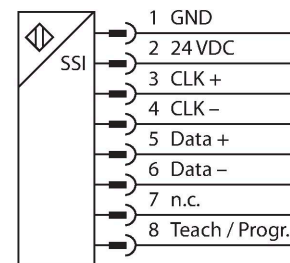 SSI
1 GND
2 24 VDC
3 CLK +
4 CLK –
5 Data +
6 Data –
7 n.c.
8 Teach / Progr.